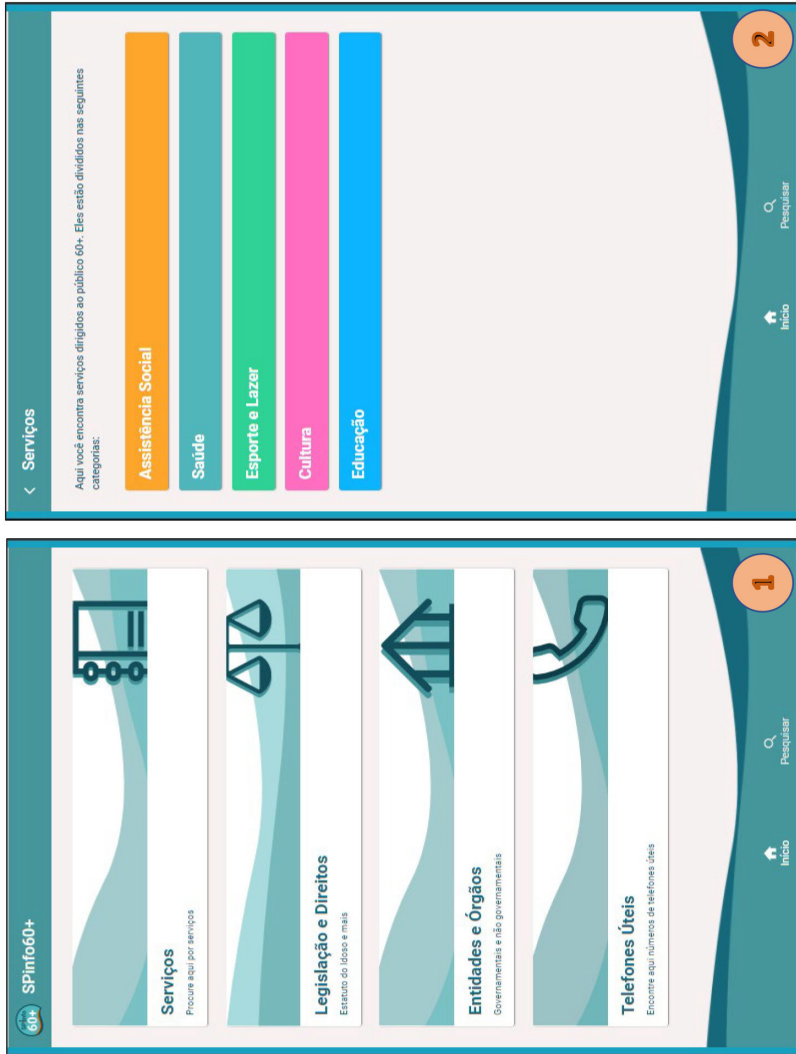 SPinfo60+
Serviços
Procure aqui por serviços
Legislação e Direitos
Estatuto do Idoso e mais
Entidades e Órgãos
Governamentais e não governamentais
Telefones Úteis
Encontre aqui números de telefones úteis
Início
Pesquisar
1
Serviços
Aqui você encontra serviços dirigidos ao público 60+. Eles estão divididos nas seguintes
categorias:
Assistência Social
Saúde
Esporte e Lazer
Cultura
Educação
Início
Pesquisar
2